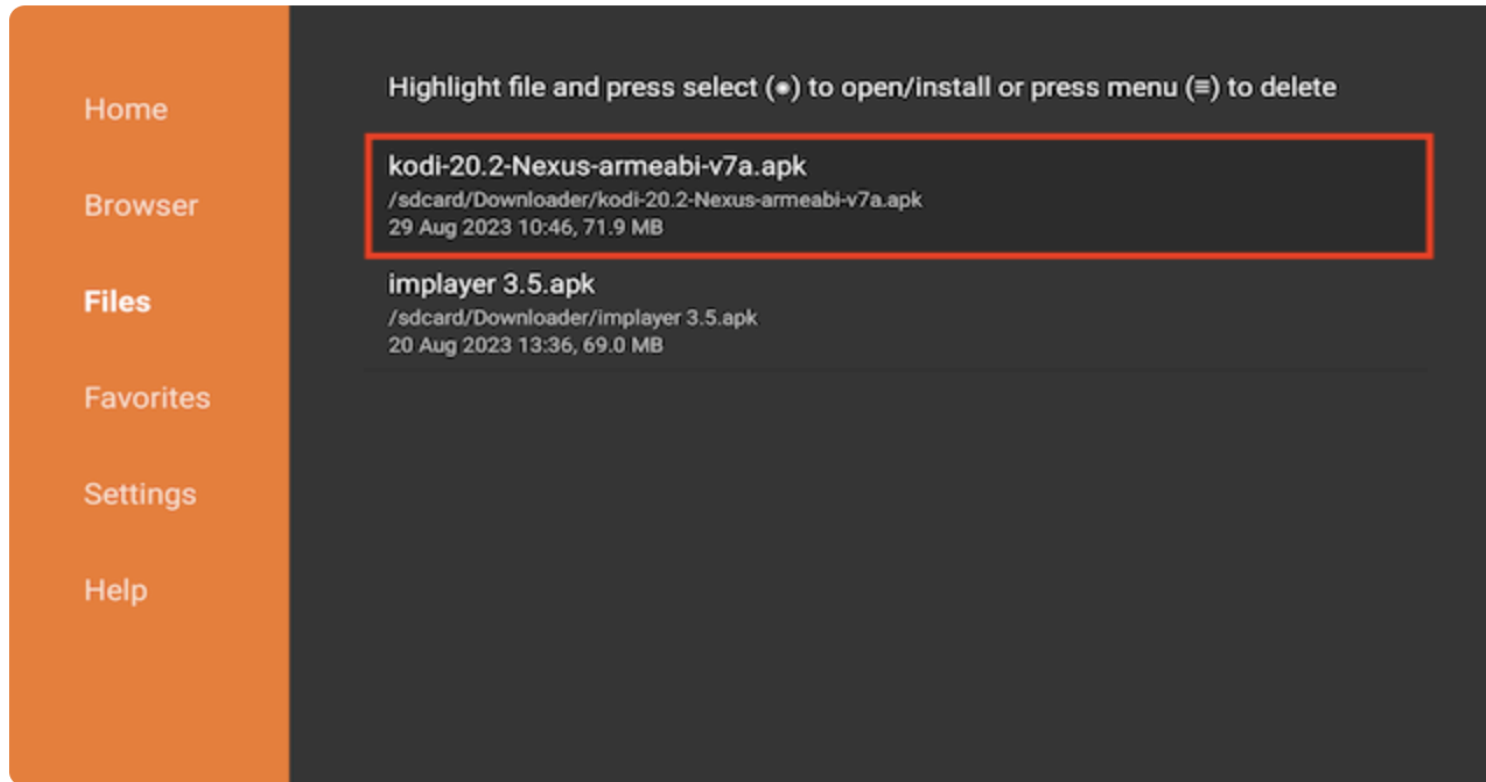 Home
Browser
Files
Favorites
Settings
Help
Highlight file and press select (◉) to open/install or press menu (≡) to delete
kodi-20.2-Nexus-armeabi-v7a.apk
/sdcard/Downloader/kodi-20.2-Nexus-armeabi-v7a.apk
29 Aug 2023 10:46, 71.9 MB
implayer 3.5.apk
/sdcard/Downloader/implayer 3.5.apk
20 Aug 2023 13:36, 69.0 MB